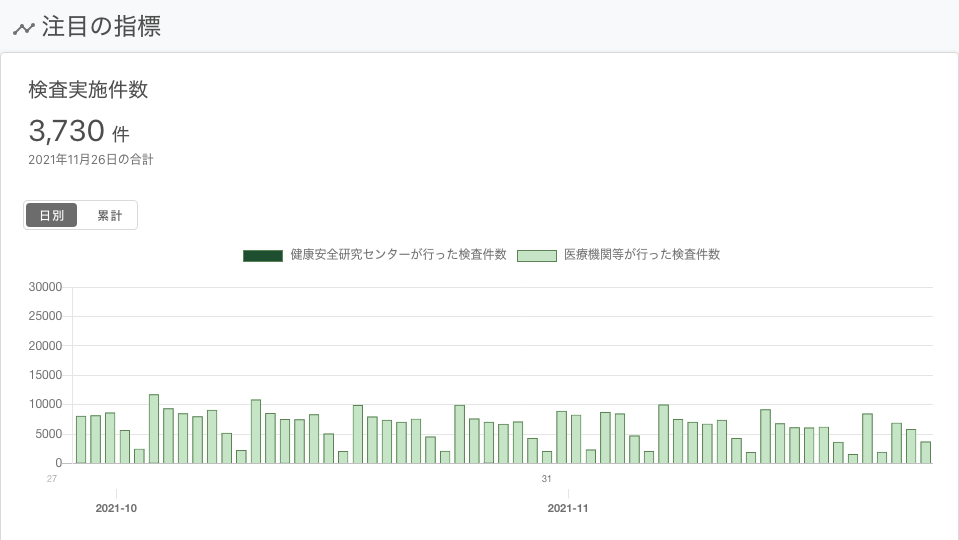 注目の指標
検査実施件数
3,730 件
2021年11月26日の合計
日別 累計
健康安全研究センターが行った検査件数 医療機関等が行った検査件数
30000
25000
20000
15000
10000
5000
0
27 31
2021-10 2021-11